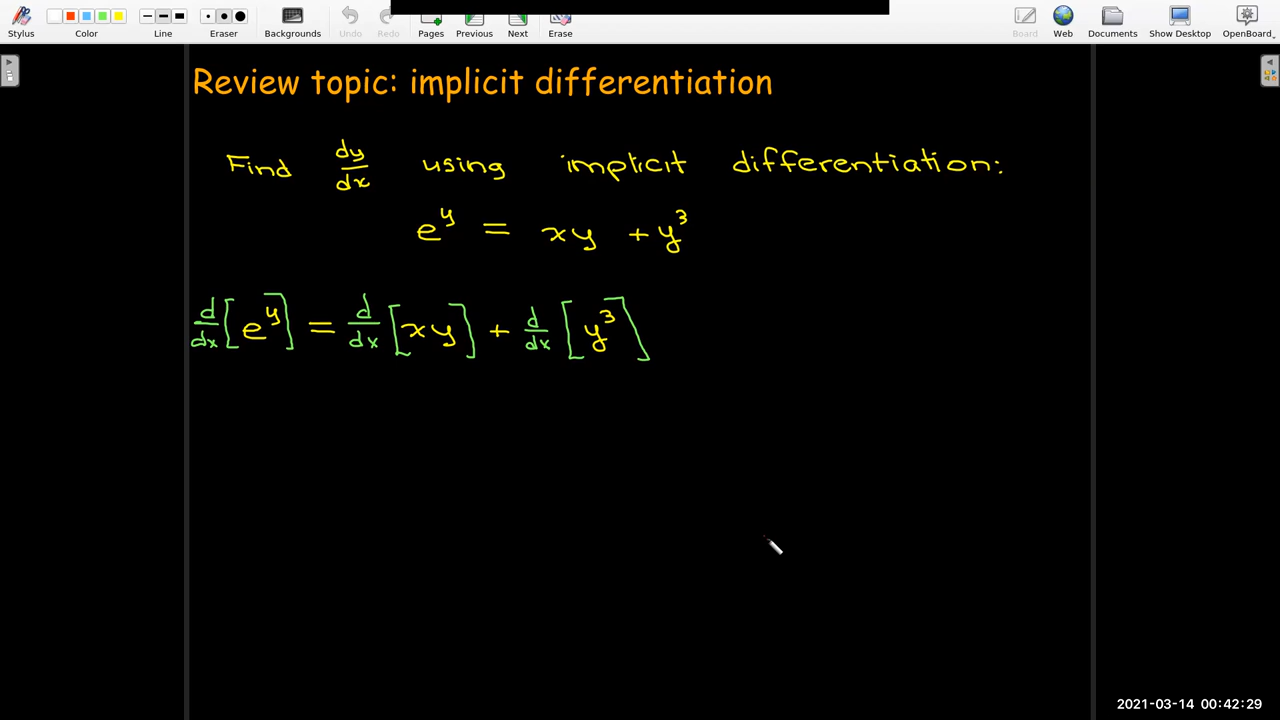 Stylus Color Line Eraser Backgrounds Undo Redo Pages Previous Next Erase Board Web Documents Show Desktop OpenBoard
Review topic: implicit differentiation
Find dy/dx using implicit differentiation:
e^y = xy + y^3
d/dx[e^y] = d/dx[xy] + d/dx[y^3]
2021-03-14 00:42:29